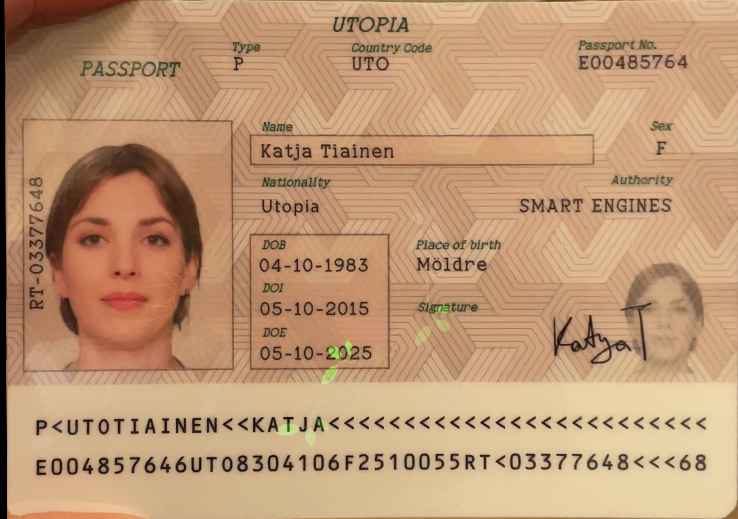 UTOPIA
PASSPORT
Type
P
Country Code
UTO
Passport No.
E00485764
Name
Katja Tiainen
Sex
F
Nationality
Utopia
Authority
SMART ENGINES
RT-03377648
DOB
04-10-1983
DOI
05-10-2015
DOE
05-10-2025
Place of birth
Möldre
Signature
Katya T
P<UTOTIAINEN<<KATJA<<<<<<<<<<<<<<<<<<<<<<<<<
E004857646UTO8304106F2510055RT<03377648<<<68